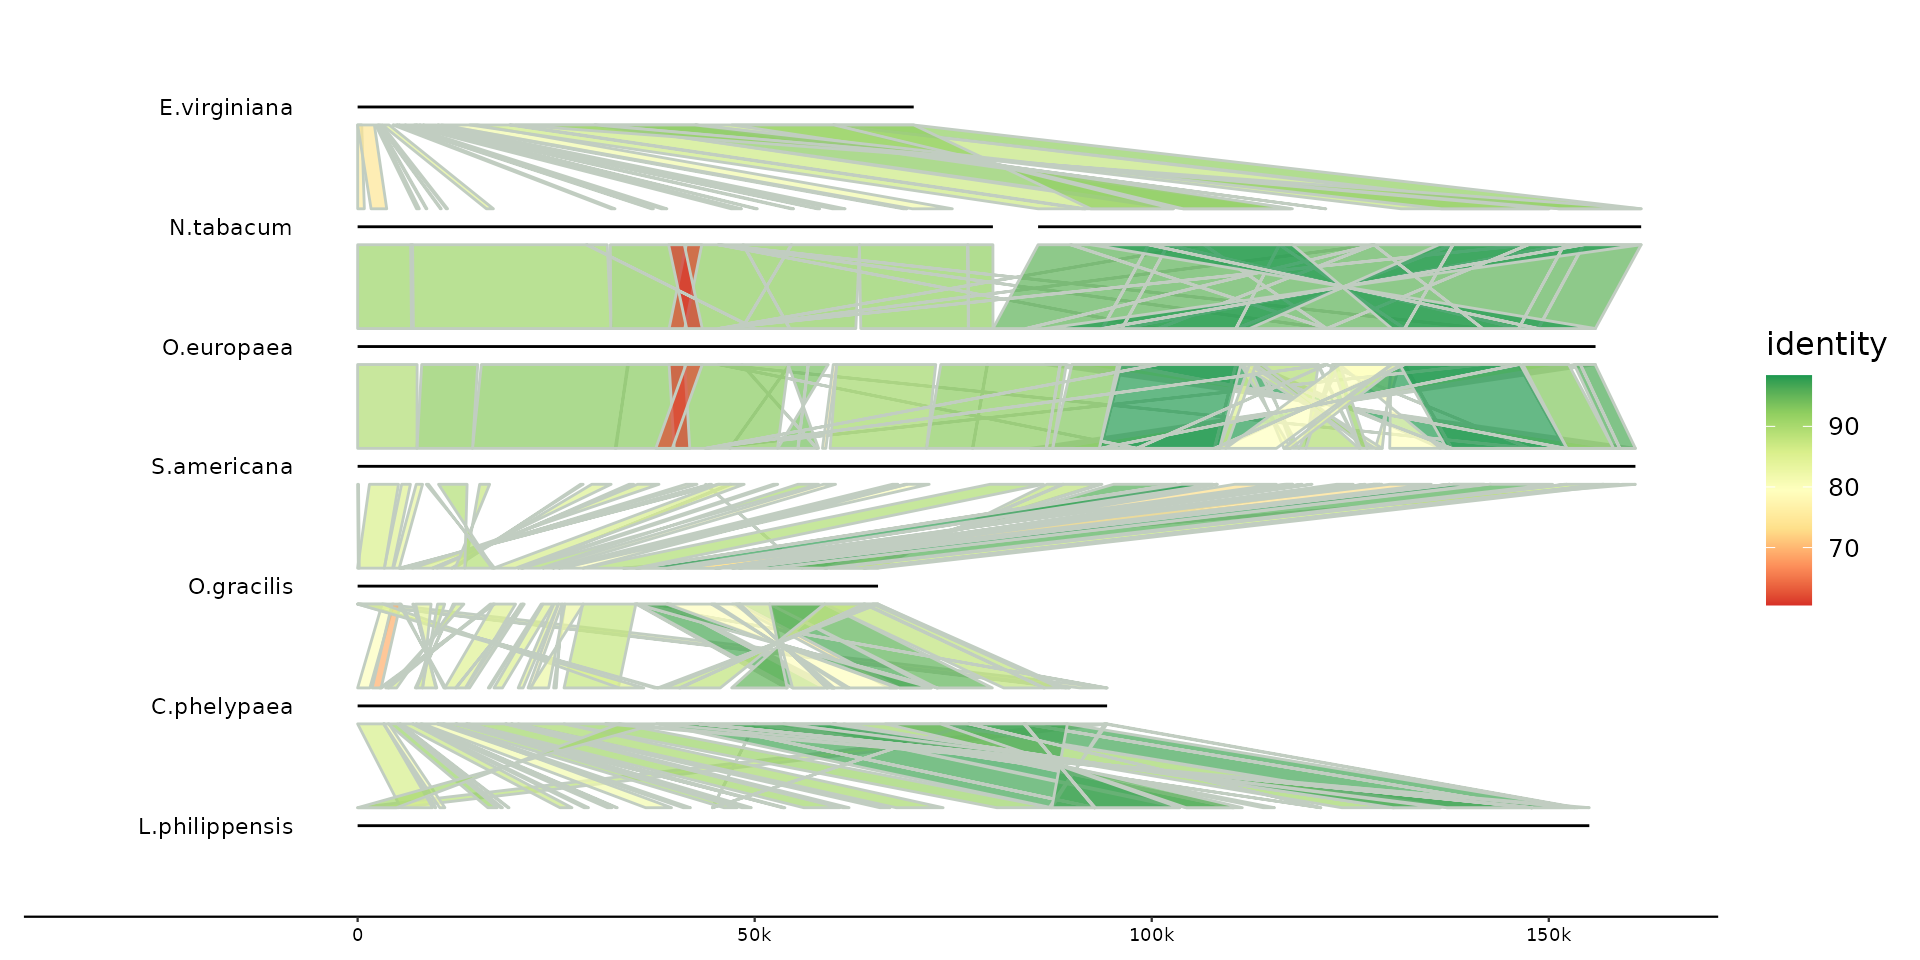 E.virginiana
N.tabacum
O.europaea
S.americana
O.gracilis
C.phelypaea
L.philippensis
identity
90
80
70
0 50k 100k 150k